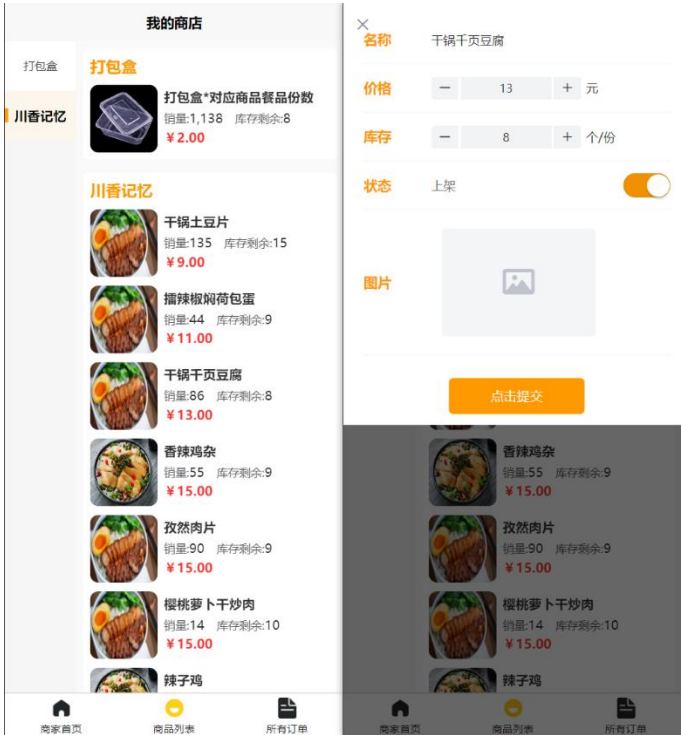 我的商店
打包盒
川香记忆
打包盒
打包盒*对应商品餐品份数
销量:1,138 库存剩余:8
￥2.00
川香记忆
干锅土豆片
销量:135 库存剩余:15
￥9.00
擂辣椒焖荷包蛋
销量:44 库存剩余:9
￥11.00
干锅千页豆腐
销量:86 库存剩余:8
￥13.00
香辣鸡杂
销量:55 库存剩余:9
￥15.00
孜然肉片
销量:90 库存剩余:9
￥15.00
樱桃萝卜干炒肉
销量:14 库存剩余:10
￥15.00
辣子鸡
商家首页 商品列表 所有订单
名称 干锅千页豆腐
价格 — 13 + 元
库存 — 8 + 个/份
状态 上架
图片
点击提交
香辣鸡杂
销量:55 库存剩余:9
￥15.00
孜然肉片
销量:90 库存剩余:9
￥15.00
樱桃萝卜干炒肉
销量:14 库存剩余:10
￥15.00
辣子鸡
商家首页 商品列表 所有订单